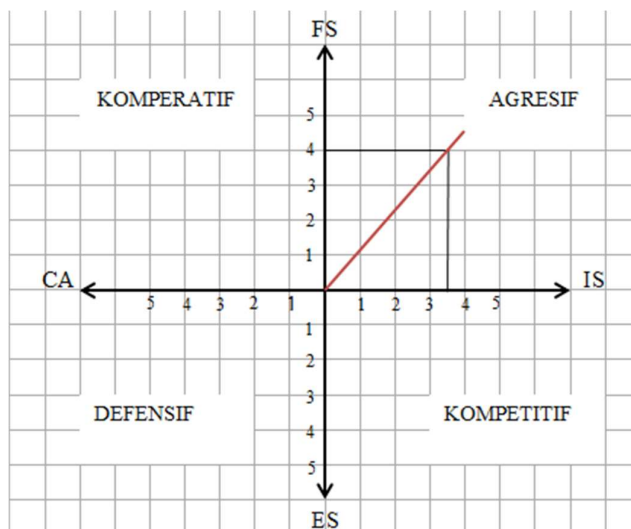 FS
KOMPERATIF AGRESIF
5
4
3
2
1
CA IS
5 4 3 2 1 1 2 3 4 5
1
2
3
DEFENSIF KOMPETITIF
4
5
ES